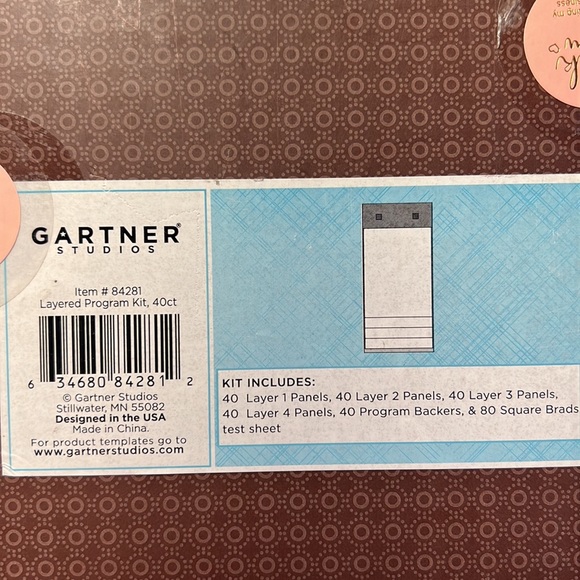 GARTNER®
STUDIOS
Item # 84281
Layered Program Kit, 40ct
6 34680 84281 2
© Gartner Studios
Stillwater, MN 55082
Designed in the USA
Made in China.
For product templates go to
www.gartnerstudios.com
KIT INCLUDES:
40 Layer 1 Panels, 40 Layer 2 Panels, 40 Layer 3 Panels,
40 Layer 4 Panels, 40 Program Backers, & 80 Square Brads
test sheet
my